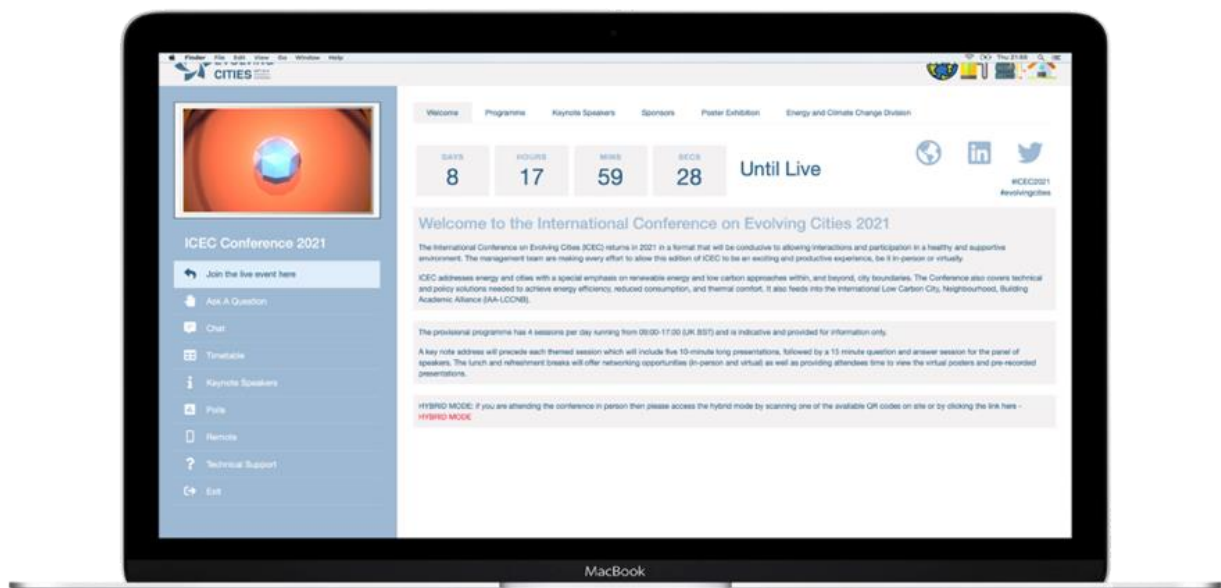 Finder File Edit View Go Window Help
Thu 21:59
CITIES
ICEC Conference 2021
Join the live event here
Ask A Question
Chat
Timetable
Keynote Speakers
Polls
Remote
Technical Support
Exit
Welcome Programme Keynote Speakers Sponsors Poster Exhibition Energy and Climate Change Division
DAYS HOURS MINS SECS
8 17 59 28 Until Live
#ICEC2021
#evolvingcities
Welcome to the International Conference on Evolving Cities 2021
The International Conference on Evolving Cities (ICEC) returns in 2021 in a format that will be conducive to allowing interactions and participation in a healthy and supportive
environment. The management team are making every effort to allow this edition of ICEC to be an exciting and productive experience, be it in-person or virtually.
ICEC addresses energy and cities with a special emphasis on renewable energy and low carbon approaches within, and beyond, city boundaries. The Conference also covers technical
and policy solutions needed to achieve energy efficiency, reduced consumption, and thermal comfort. It also feeds into the International Low Carbon City, Neighbourhood, Building
Academic Alliance (IAA-LCCNB).
The provisional programme has 4 sessions per day running from 09:00-17:00 (UK BST) and is indicative and provided for information only.
A key note address will precede each themed session which will include five 10-minute long presentations, followed by a 15 minute question and answer session for the panel of
speakers. The lunch and refreshment breaks will offer networking opportunities (in-person and virtual) as well as providing attendees time to view the virtual posters and pre-recorded
presentations.
HYBRID MODE: if you are attending the conference in person then please access the hybrid mode by scanning one of the available QR codes on site or by clicking the link here -
HYBRID MODE
MacBook